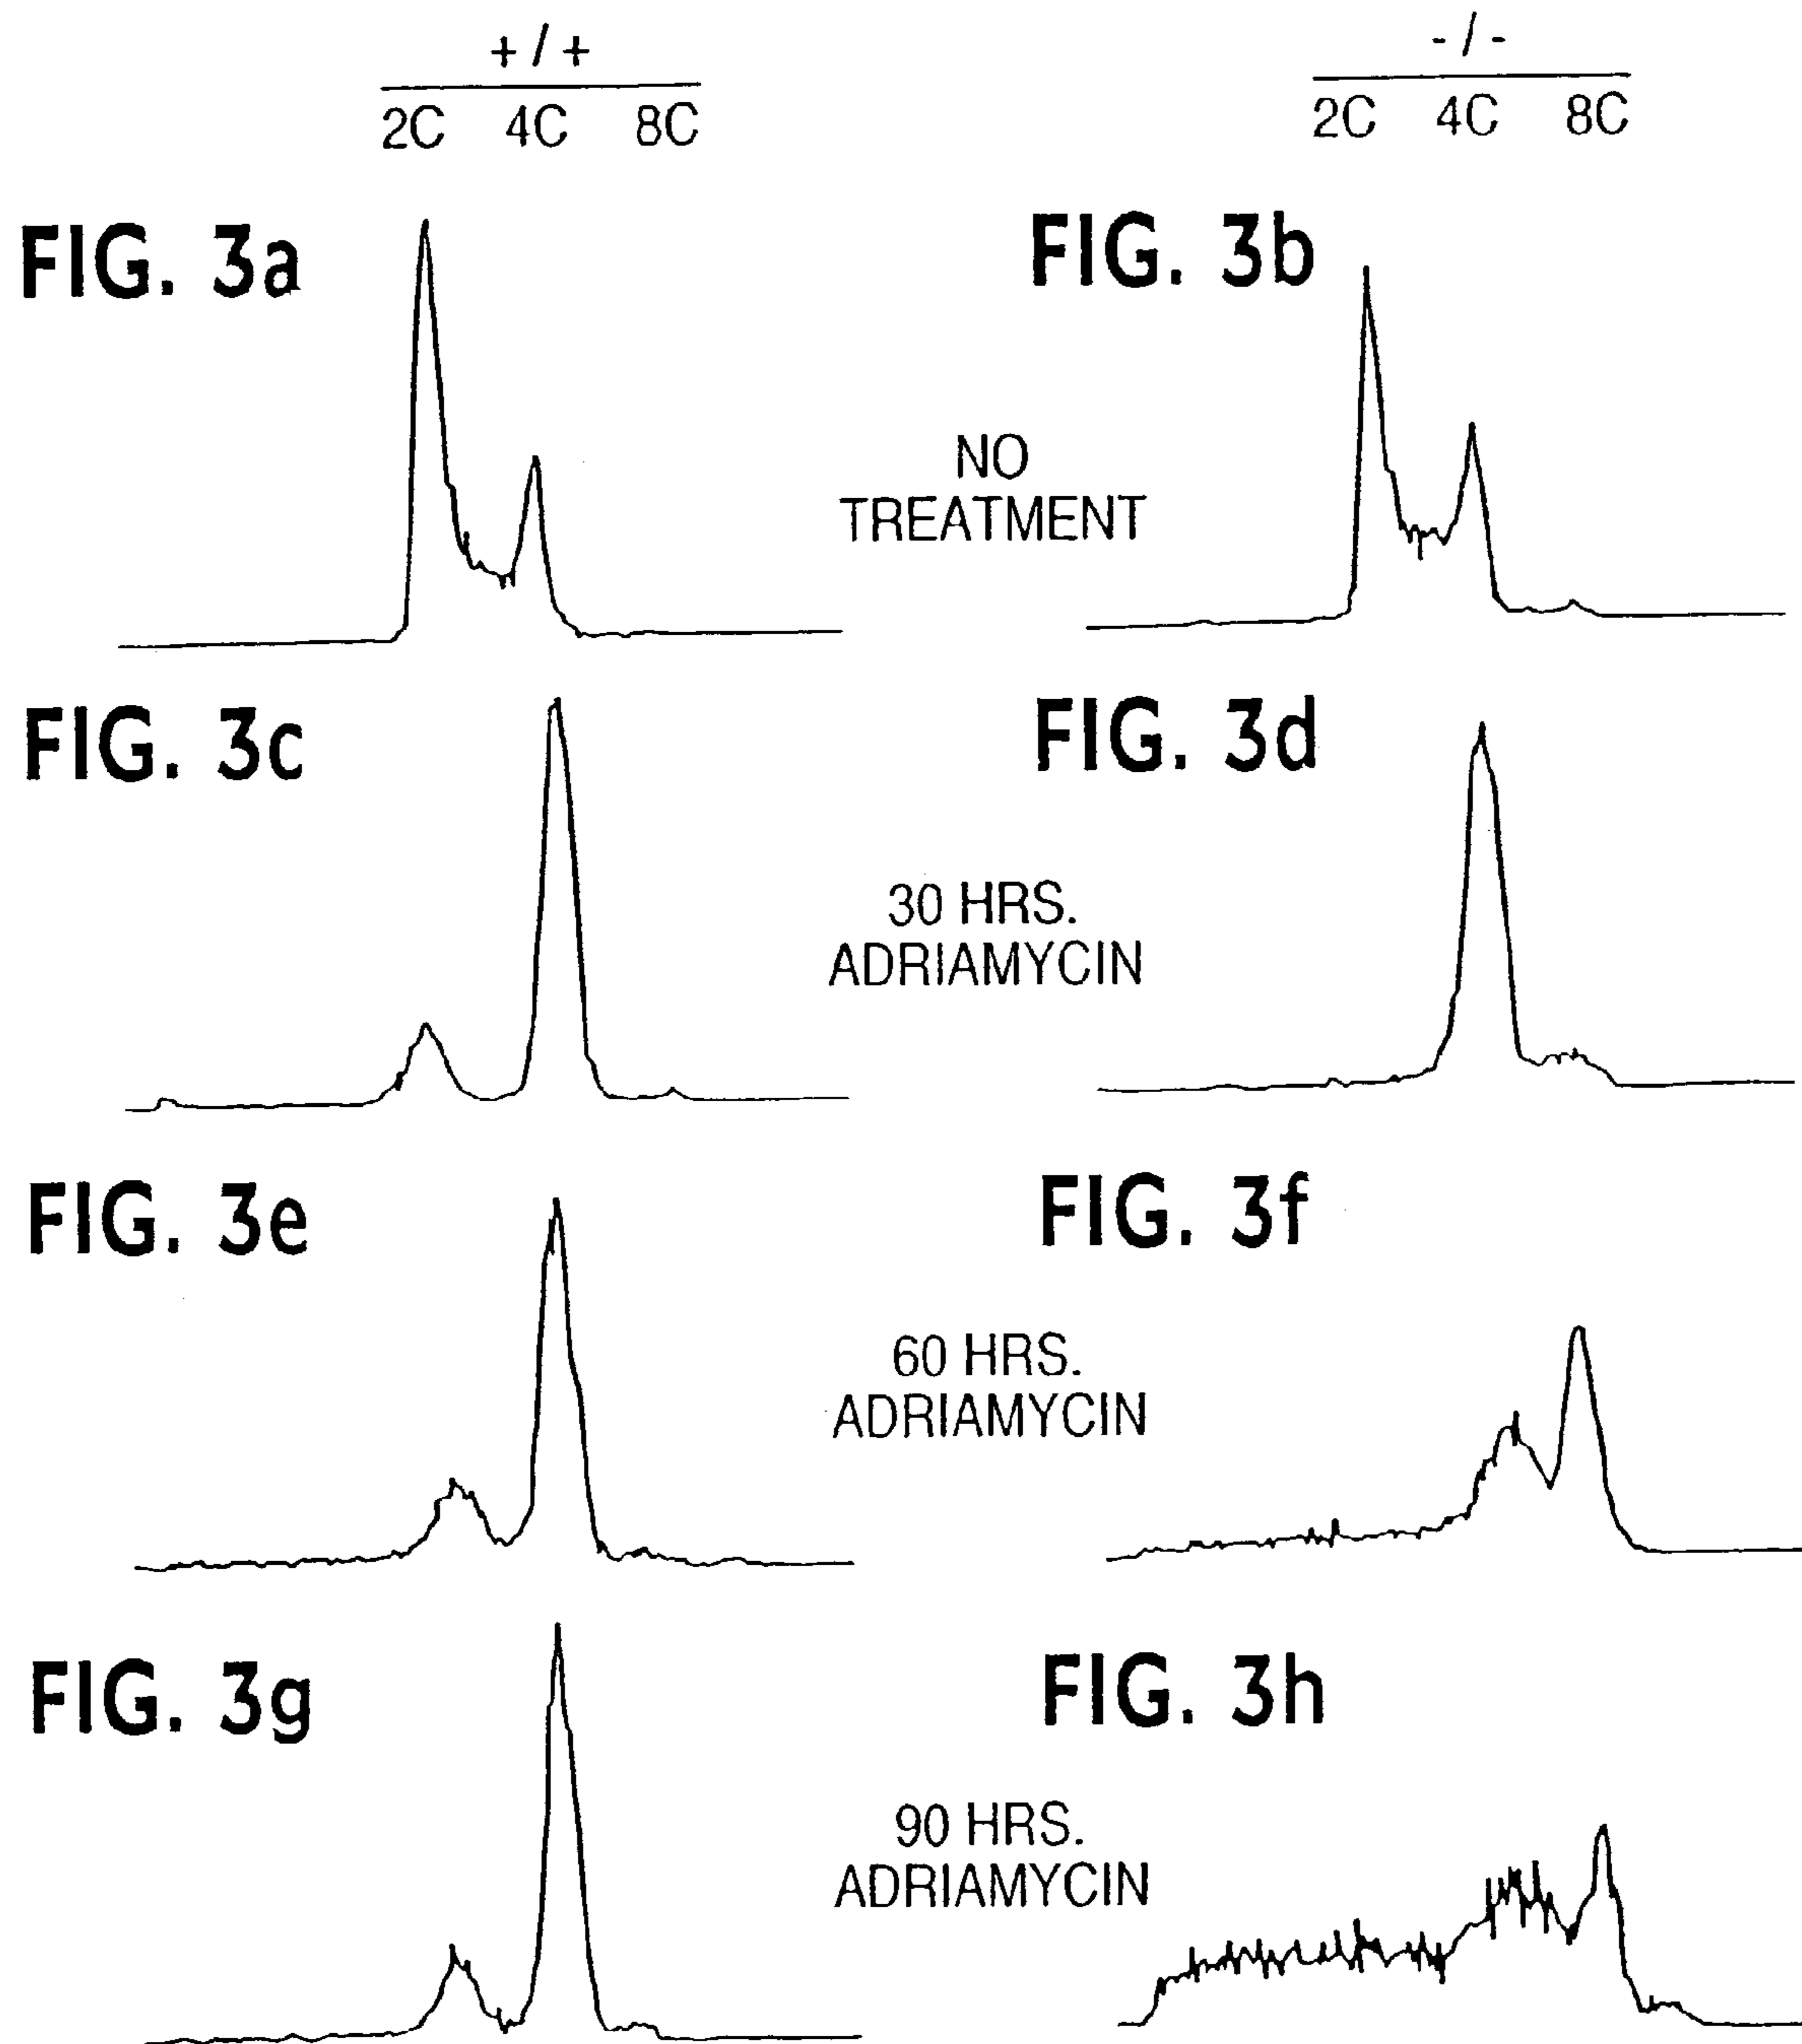 +/+ -/-
2C 4C 8C 2C 4C 8C
FIG. 3a FIG. 3b
NO
TREATMENT
FIG. 3c FIG. 3d
30 HRS.
ADRIAMYCIN
FIG. 3e FIG. 3f
60 HRS.
ADRIAMYCIN
FIG. 3g FIG. 3h
90 HRS.
ADRIAMYCIN